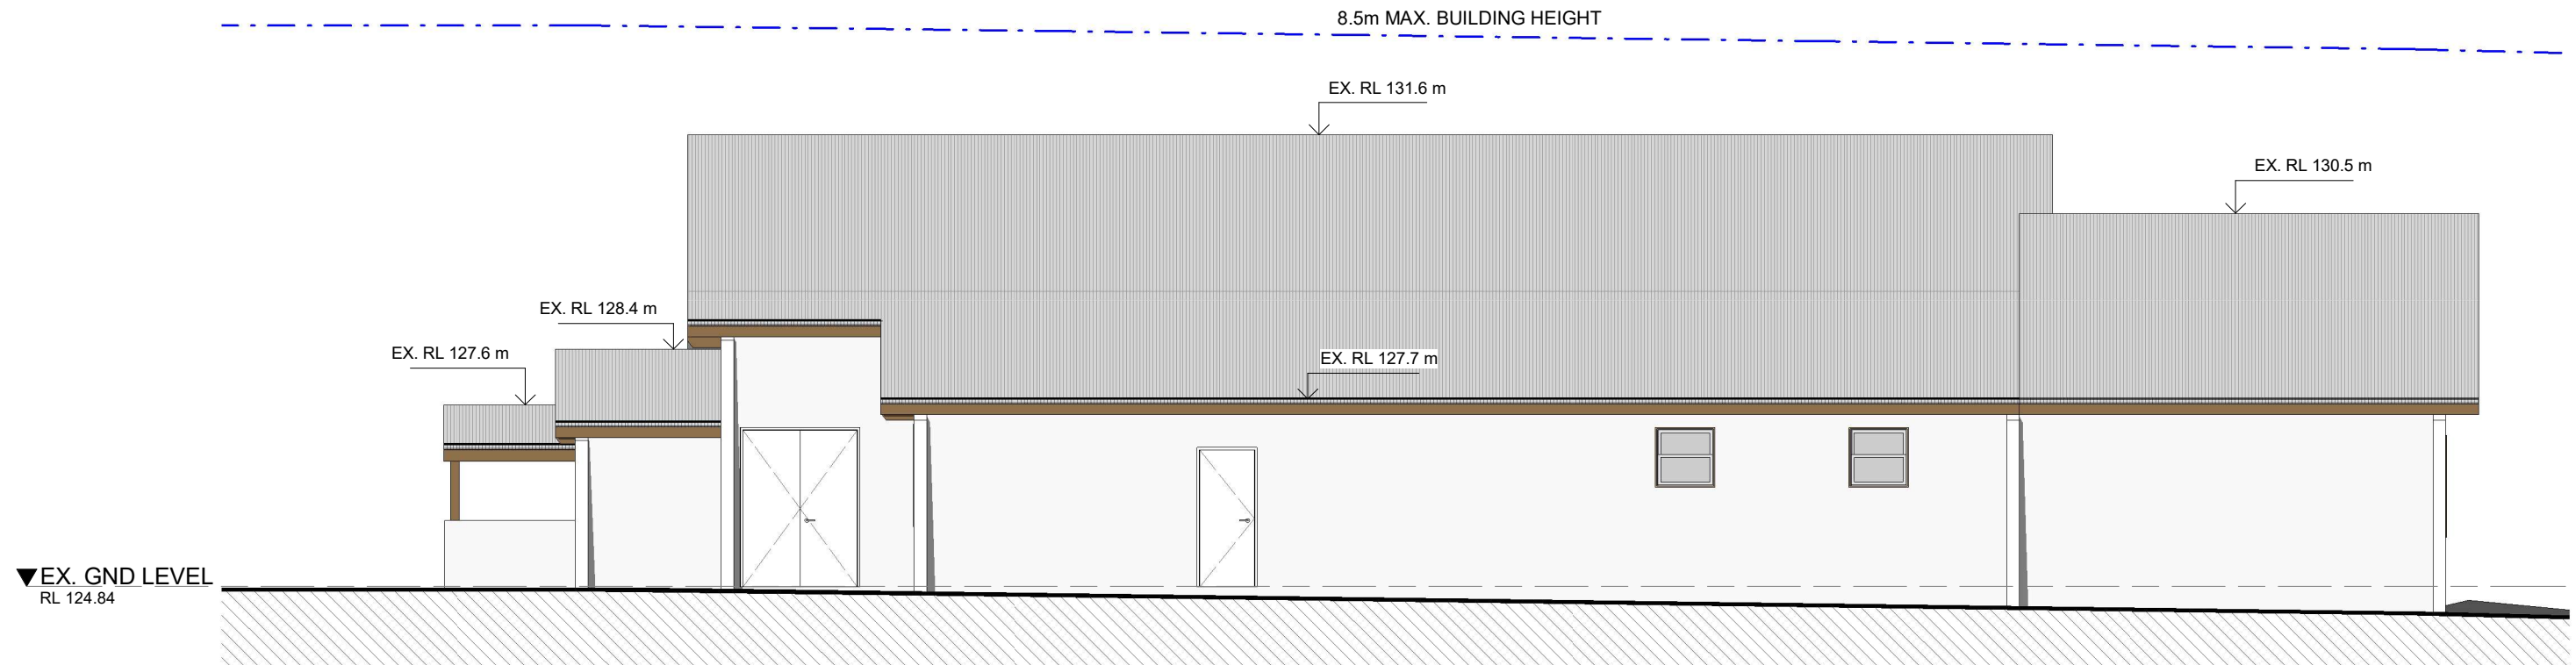 8.5m MAX. BUILDING HEIGHT
EX. RL 131.6 m
EX. RL 130.5 m
EX. RL 128.4 m
EX. RL 127.6 m
EX. RL 127.7 m
EX. GND LEVEL
RL 124.84